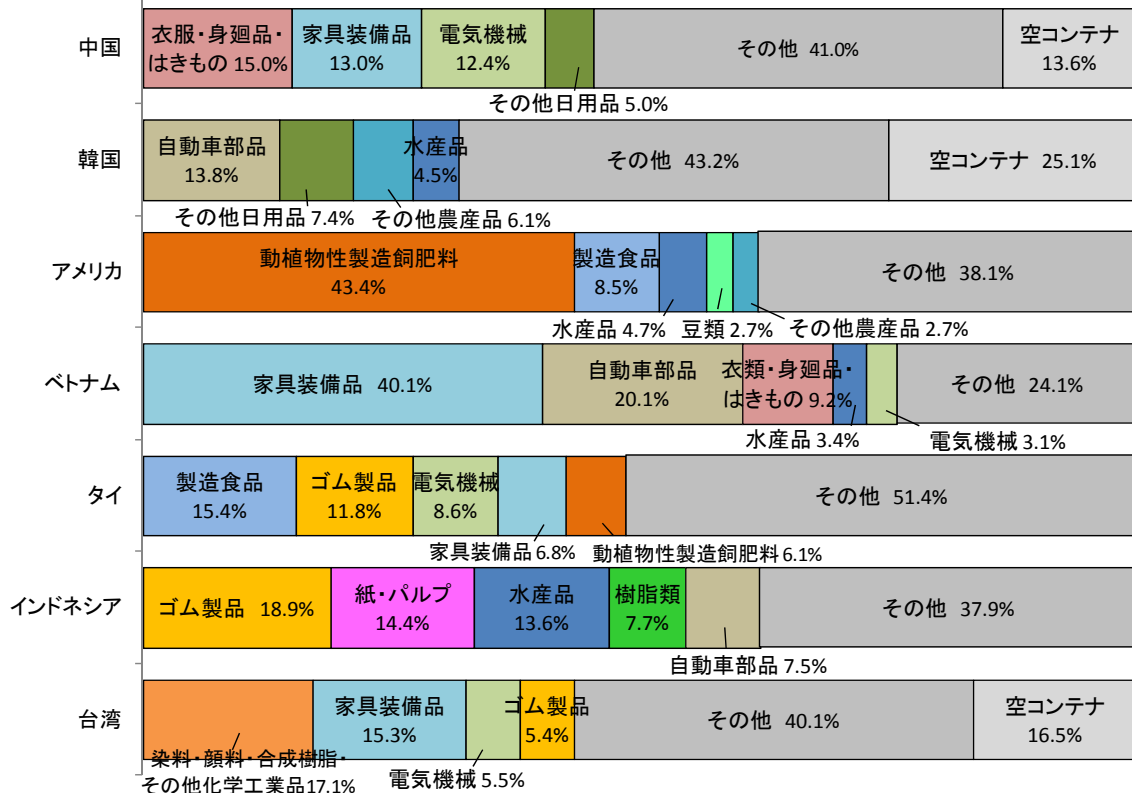 中国
衣服・身廻品・
はきもの 15.0%
家具装備品
13.0%
電気機械
12.4%
その他日用品 5.0%
その他 41.0%
空コンテナ
13.6%
韓国
自動車部品
13.8%
その他日用品 7.4%
その他農産品 6.1%
水産品
4.5%
その他 43.2%
空コンテナ 25.1%
アメリカ
動植物性製造飼肥料
43.4%
製造食品
8.5%
水産品 4.7%
豆類 2.7%
その他農産品 2.7%
その他 38.1%
ベトナム
家具装備品 40.1%
自動車部品
20.1%
衣類・身廻品・
はきもの 9.2%
水産品 3.4%
電気機械 3.1%
その他 24.1%
タイ
製造食品
15.4%
ゴム製品
11.8%
電気機械
8.6%
家具装備品 6.8%
動植物性製造飼肥料 6.1%
その他 51.4%
インドネシア
ゴム製品 18.9%
紙・パルプ
14.4%
水産品
13.6%
樹脂類
7.7%
自動車部品 7.5%
その他 37.9%
台湾
染料・顔料・合成樹脂・
その他化学工業品17.1%
家具装備品
15.3%
電気機械 5.5%
ゴム製品
5.4%
その他 40.1%
空コンテナ
16.5%